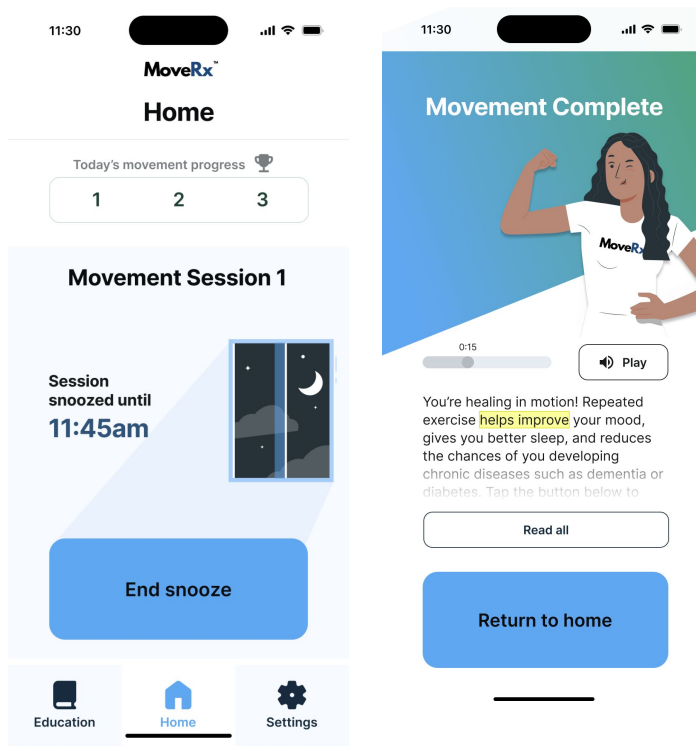 11:30
MoveRx™
Home
Today's movement progress
1 2 3
Movement Session 1
Session
snoozed until
11:45am
End snooze
Education
Home
Settings
11:30
Movement Complete
MoveRx
0:15
Play
You're healing in motion! Repeated
exercise helps improve your mood,
gives you better sleep, and reduces
the chances of you developing
chronic diseases such as dementia or
diabetes. Tap the button below to
Read all
Return to home